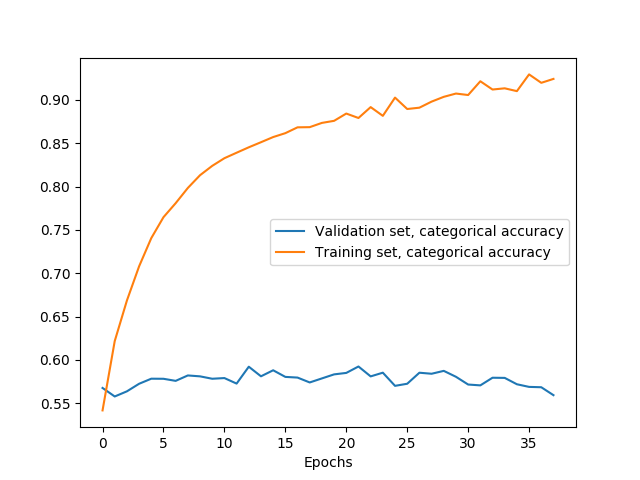 0.90
0.85
0.80
0.75
0.70
0.65
0.60
0.55
Validation set, categorical accuracy
Training set, categorical accuracy
0 5 10 15 20 25 30 35
Epochs